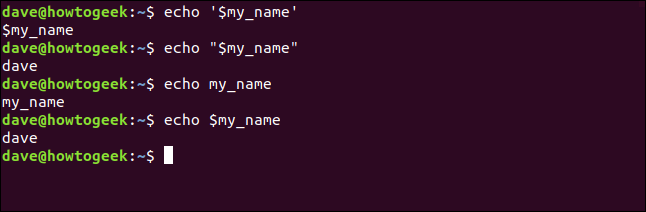 dave@howtogeek:~$ echo '$my_name'
$my_name
dave@howtogeek:~$ echo "$my_name"
dave
dave@howtogeek:~$ echo my_name
my_name
dave@howtogeek:~$ echo $my_name
dave
dave@howtogeek:~$